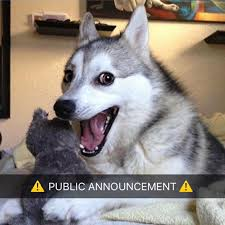 ⚠️ PUBLIC ANNOUNCEMENT ⚠️